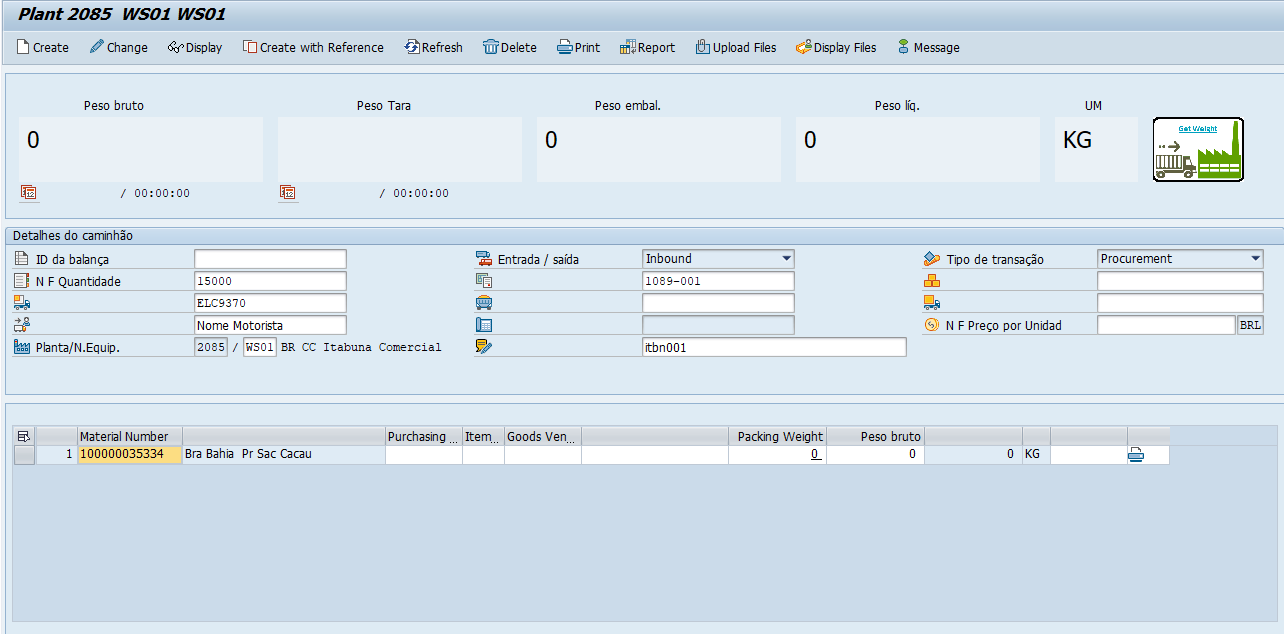 Plant 2085 WS01 WS01
Create Change Display Create with Reference Refresh Delete Print Report Upload Files Display Files Message
Peso bruto Peso Tara Peso embal. Peso líq. UM
0 0 0 KG
Get Weight
/ 00:00:00 / 00:00:00
Detalhes do caminhão
ID da balança Entrada / saída Inbound Tipo de transação Procurement
N F Quantidade 15000 1089-001
ELC9370
Nome Motorista N F Preço por Unidad BRL
Planta/N.Equip. 2085 / WS01 BR CC Itabuna Comercial itbn001
Material Number Purchasing ... Item... Goods Ven... Packing Weight Peso bruto
1 100000035334 Bra Bahia Pr Sac Cacau 0 0 0 KG